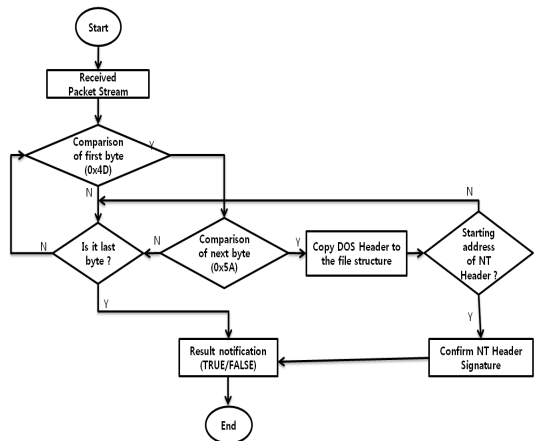 Start
Received
Packet Stream
Comparison
of first byte
(0x4D)
Y
N
N
Is it last
byte ?
N
Comparison
of next byte
(0x5A)
Y
Copy DOS Header to
the file structure
Starting
address
of NT
Header ?
N
Y
Y
Result notification
(TRUE/FALSE)
Confirm NT Header
Signature
End